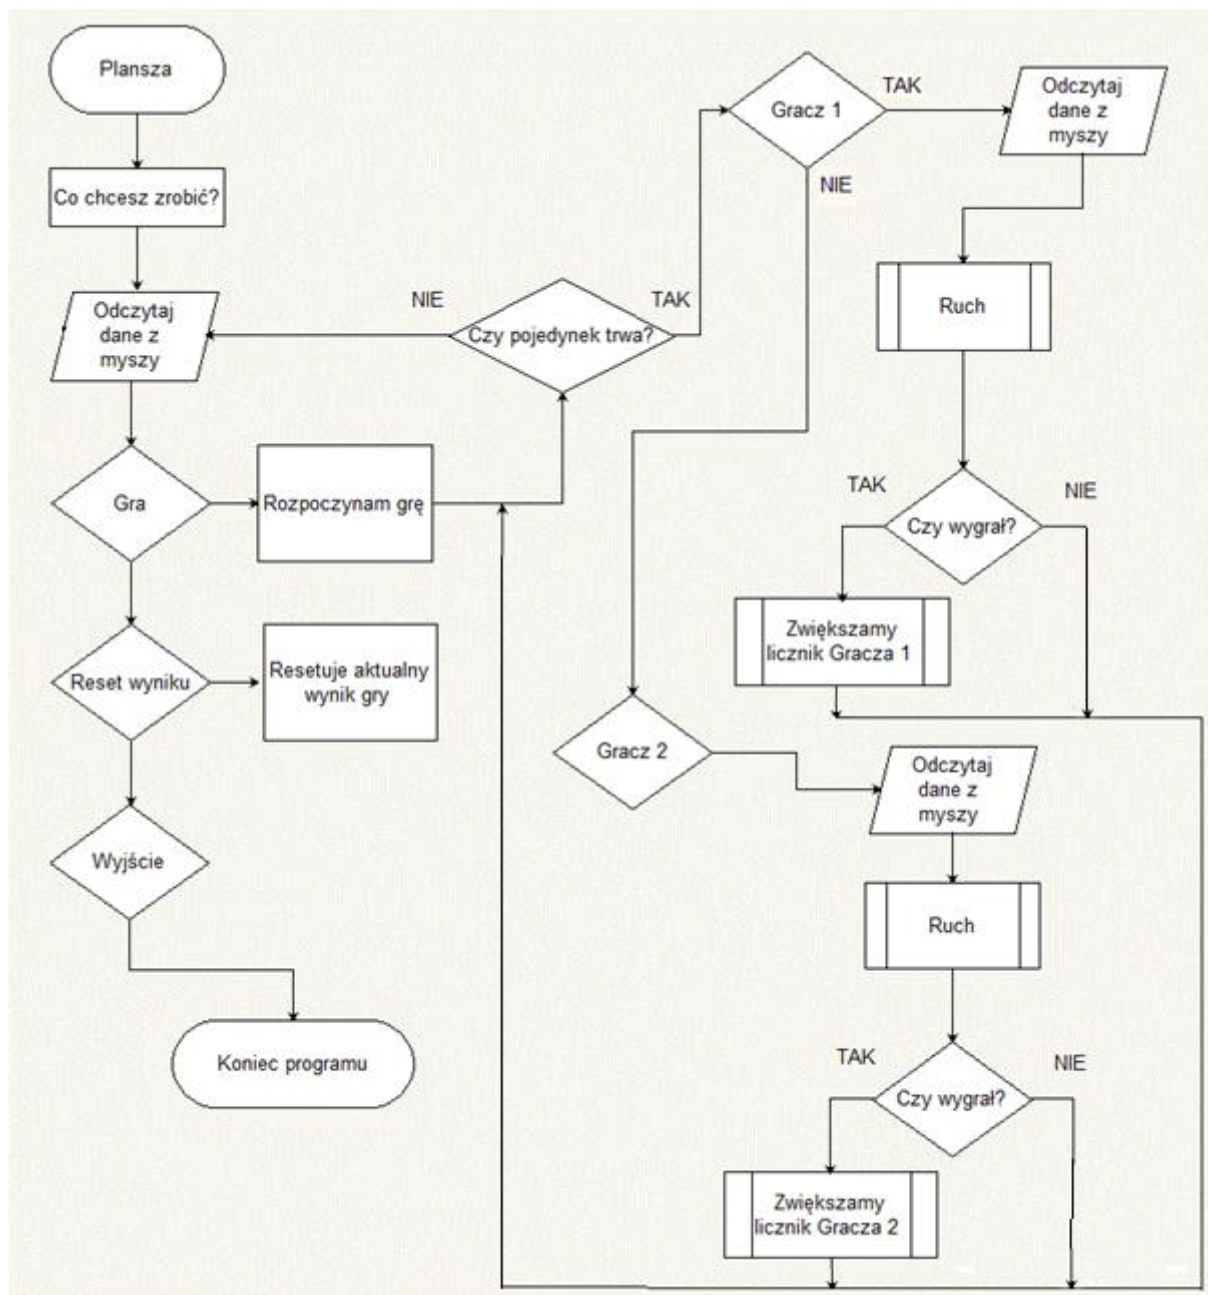 Plansza
Co chcesz zrobić?
Odczytaj
dane z
myszy
Gra
Rozpoczynam grę
Reset wyniku
Resetuje aktualny
wynik gry
Wyjście
Koniec programu
NIE
Czy pojedynek trwa?
TAK
Gracz 1
TAK
NIE
Odczytaj
dane z
myszy
Ruch
TAK
Czy wygrał?
NIE
Zwiększamy
licznik Gracza 1
Gracz 2
Odczytaj
dane z
myszy
Ruch
TAK
Czy wygrał?
NIE
Zwiększamy
licznik Gracza 2